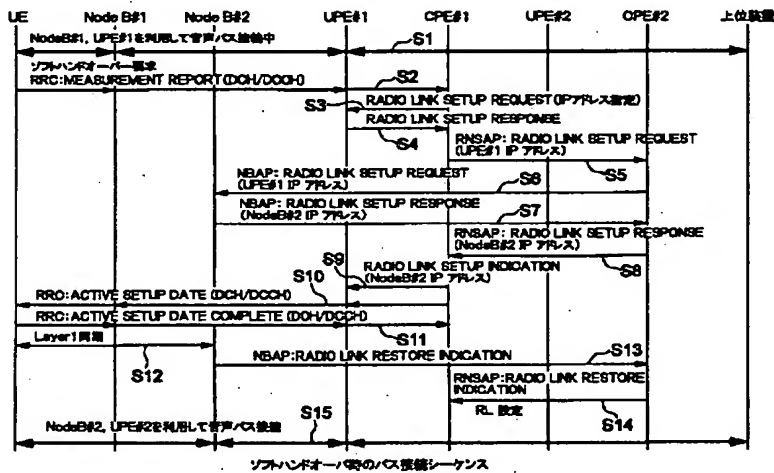 UE Node B#1 Node B#2 UPE#1 CPE#1 UPE#2 CPE#2 上位装置
NodeB#1, UPE#1を利用して音声パス接続中
S1
ソフトハンドオーバー要求
RRC:MEASUREMENT REPORT (DCH/DCCH)
S2
S3
RADIO LINK SETUP REQUEST (IPアドレス指定)
RADIO LINK SETUP RESPONSE
S4
RNSAP: RADIO LINK SETUP REQUEST
(UPE#1 IP アドレス)
S5
NBAP: RADIO LINK SETUP REQUEST
(UPE#1 IP アドレス)
S6
NBAP: RADIO LINK SETUP RESPONSE
(NodeB#2 IP アドレス)
S7
RNSAP: RADIO LINK SETUP RESPONSE
(NodeB#2 IP アドレス)
S8
S9
RADIO LINK SETUP INDICATION
(NodeB#2 IP アドレス)
S10
RRC:ACTIVE SETUP DATE (DCH/DCCH)
RRC:ACTIVE SETUP DATE COMPLETE (DCH/DCCH)
S11
Layer1同期
S12
NBAP:RADIO LINK RESTORE INDICATION
S13
RNSAP:RADIO LINK RESTORE
INDICATION
RL 設定
S14
NodeB#2, UPE#2を利用して音声パス接続
S15
ソフトハンドオーバ時のパス接続シーケンス